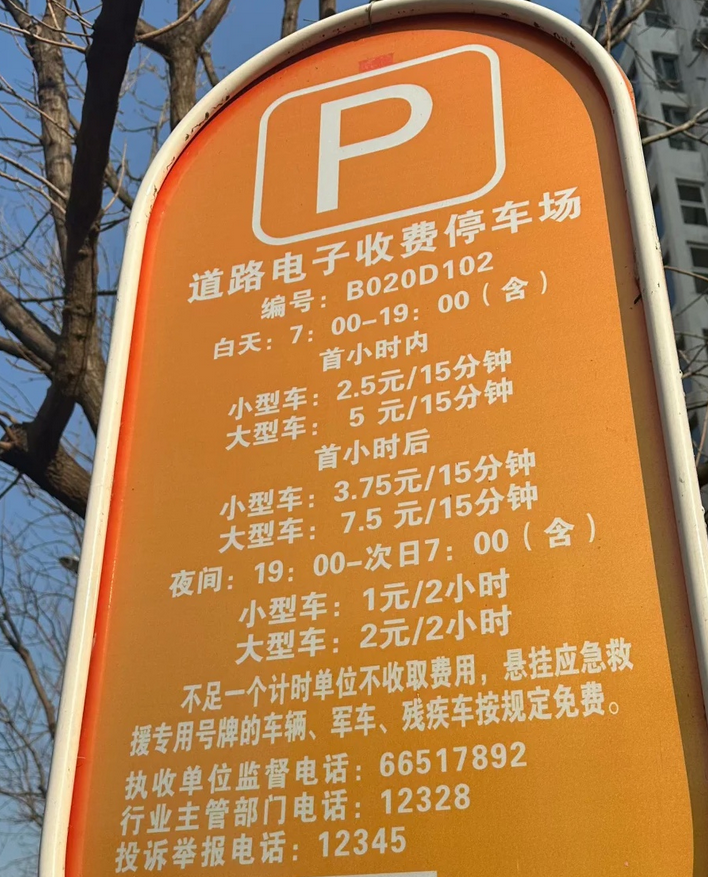 P
道路电子收费停车场
编号：B020D102
白天：7：00-19：00（含）
首小时内
小型车：2.5元/15分钟
大型车： 5 元/15分钟
首小时后
小型车：3.75元/15分钟
大型车： 7.5 元/15分钟
夜间：19：00-次日7：00（含）
小型车：1元/2小时
大型车：2元/2小时
不足一个计时单位不收取费用，悬挂应急救
援专用号牌的车辆、军车、残疾车按规定免费。
执收单位监督电话：66517892
行业主管部门电话：12328
投诉举报电话：12345